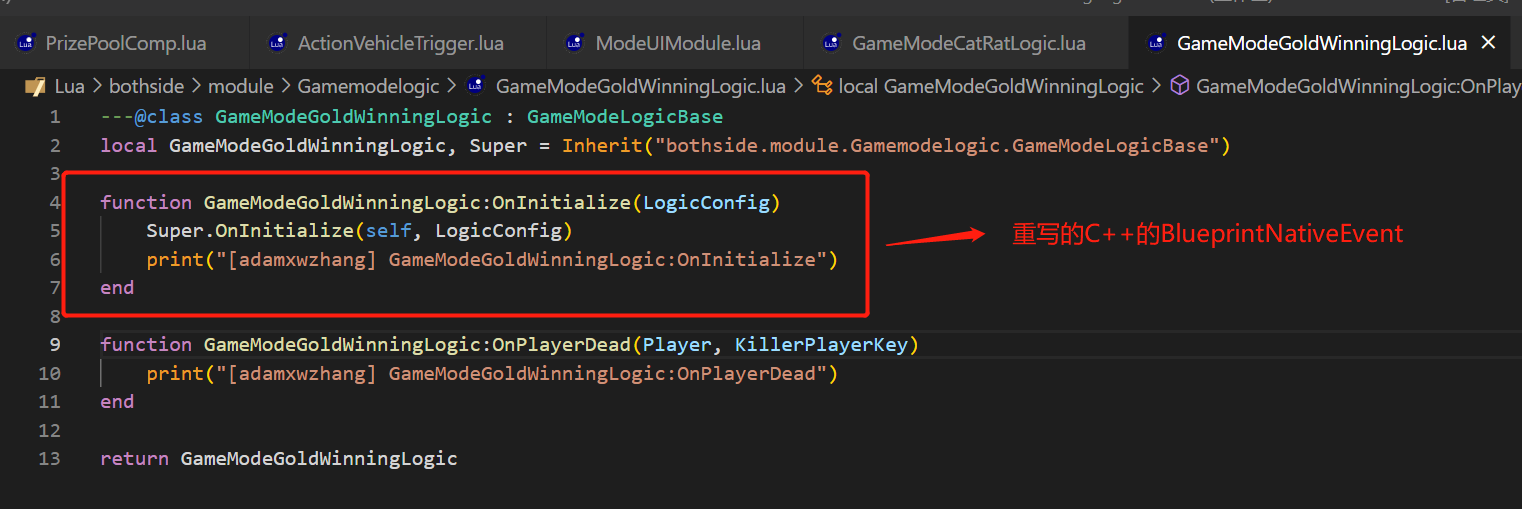 PrizePoolComp.lua ActionVehicleTrigger.lua ModeUIModule.lua GameModeCatRatLogic.lua GameModeGoldWinningLogic.lua
Lua > bothside > module > Gamemodelogic > GameModeGoldWinningLogic.lua > local GameModeGoldWinningLogic > GameModeGoldWinningLogic:OnPlay
1 ---@class GameModeGoldWinningLogic : GameModeLogicBase
2 local GameModeGoldWinningLogic, Super = Inherit("bothside.module.Gamemodelogic.GameModeLogicBase")
3
4 function GameModeGoldWinningLogic:OnInitialize(LogicConfig)
5 Super.OnInitialize(self, LogicConfig)
重写的C++的BlueprintNativeEvent
6 print("[adamxwzhang] GameModeGoldWinningLogic:OnInitialize")
7 end
8
9 function GameModeGoldWinningLogic:OnPlayerDead(Player, KillerPlayerKey)
10 print("[adamxwzhang] GameModeGoldWinningLogic:OnPlayerDead")
11 end
12
13 return GameModeGoldWinningLogic